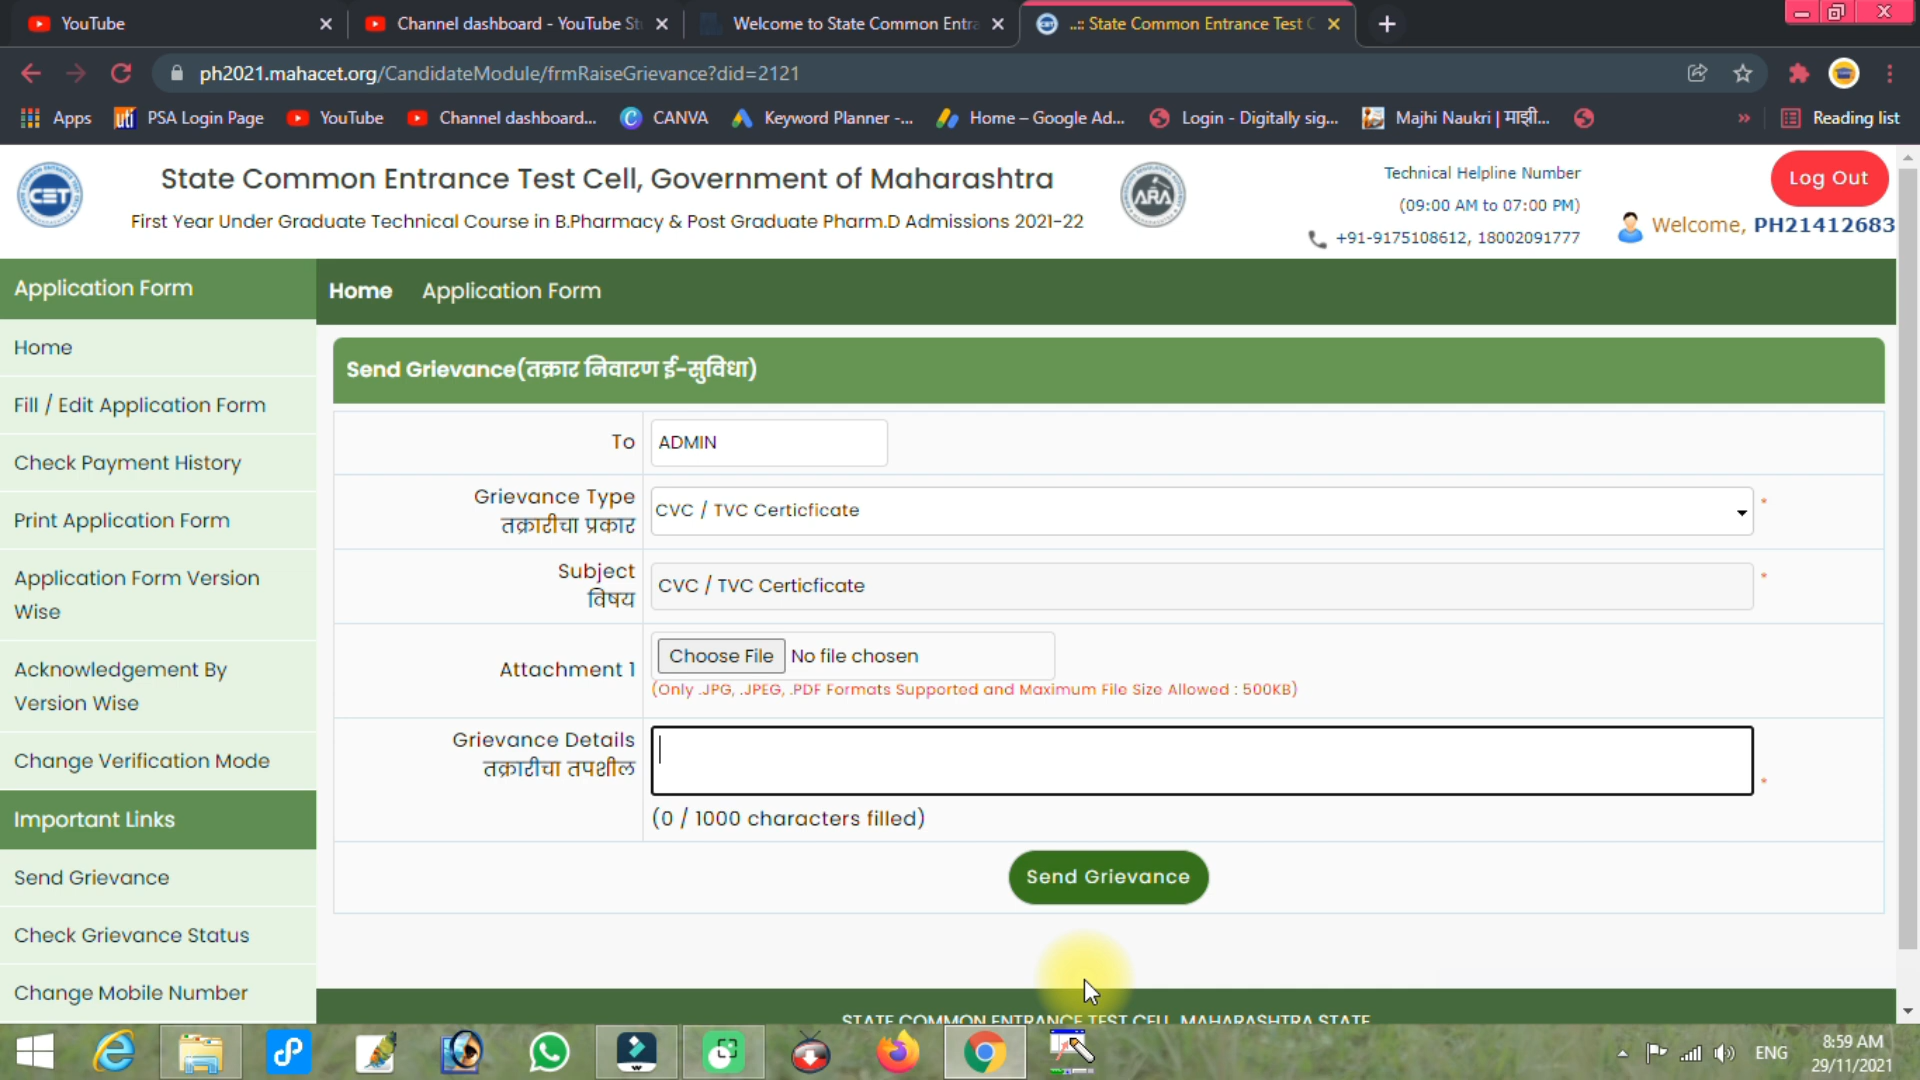 YouTube
Channel dashboard - YouTube St
Welcome to State Common Entra
..:: State Common Entrance Test C
ph2021.mahacet.org/CandidateModule/frmRaiseGrievance?did=2121
Apps
uti PSA Login Page
YouTube
Channel dashboard...
CANVA
Keyword Planner -...
Home – Google Ad...
Login - Digitally sig...
Majhi Naukri | माझी...
Reading list
CET
State Common Entrance Test Cell, Government of Maharashtra
First Year Under Graduate Technical Course in B.Pharmacy & Post Graduate Pharm.D Admissions 2021-22
ARA
Technical Helpline Number
(09:00 AM to 07:00 PM)
+91-9175108612, 18002091777
Log Out
Welcome, PH21412683
Application Form
Home
Fill / Edit Application Form
Check Payment History
Print Application Form
Application Form Version
Wise
Acknowledgement By
Version Wise
Change Verification Mode
Important Links
Send Grievance
Check Grievance Status
Change Mobile Number
Home Application Form
Send Grievance(तक्रार निवारण ई-सुविधा)
To ADMIN
Grievance Type
तक्रारीचा प्रकार
CVC / TVC Certicficate
*
Subject
विषय
CVC / TVC Certicficate
*
Attachment 1
Choose File No file chosen
(Only .JPG, .JPEG, .PDF Formats Supported and Maximum File Size Allowed : 500KB)
Grievance Details
तक्रारीचा तपशील
*
(0 / 1000 characters filled)
Send Grievance
STATE COMMON ENTRANCE TEST CELL, MAHARASHTRA STATE
ENG
8:59 AM
29/11/2021